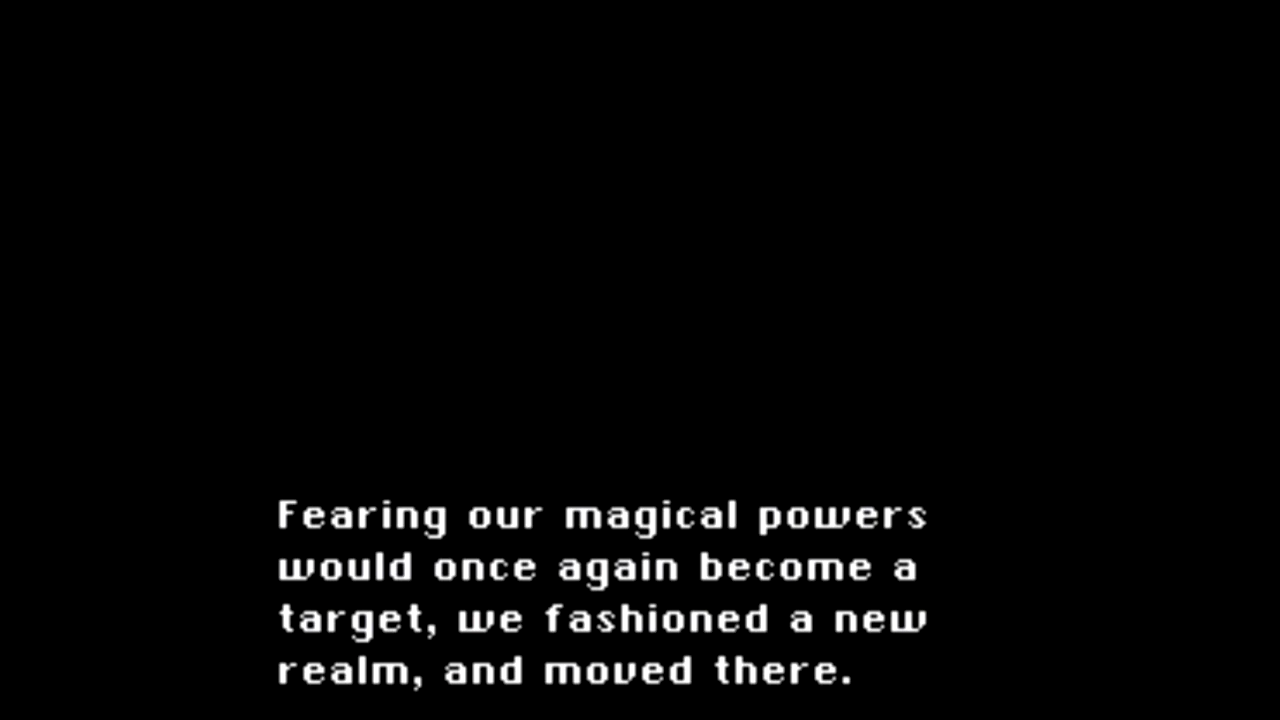 Fearing our magical powers
would once again become a
target, we fashioned a new
realm, and moved there.